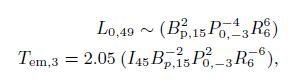 L_{0,49} ∼ (B_{p,15}^{2} P_{0,-3}^{-4} R_{6}^{6})
T_{em,3} = 2.05 (I_{45} B_{p,15}^{-2} P_{0,-3}^{2} R_{6}^{-6}),